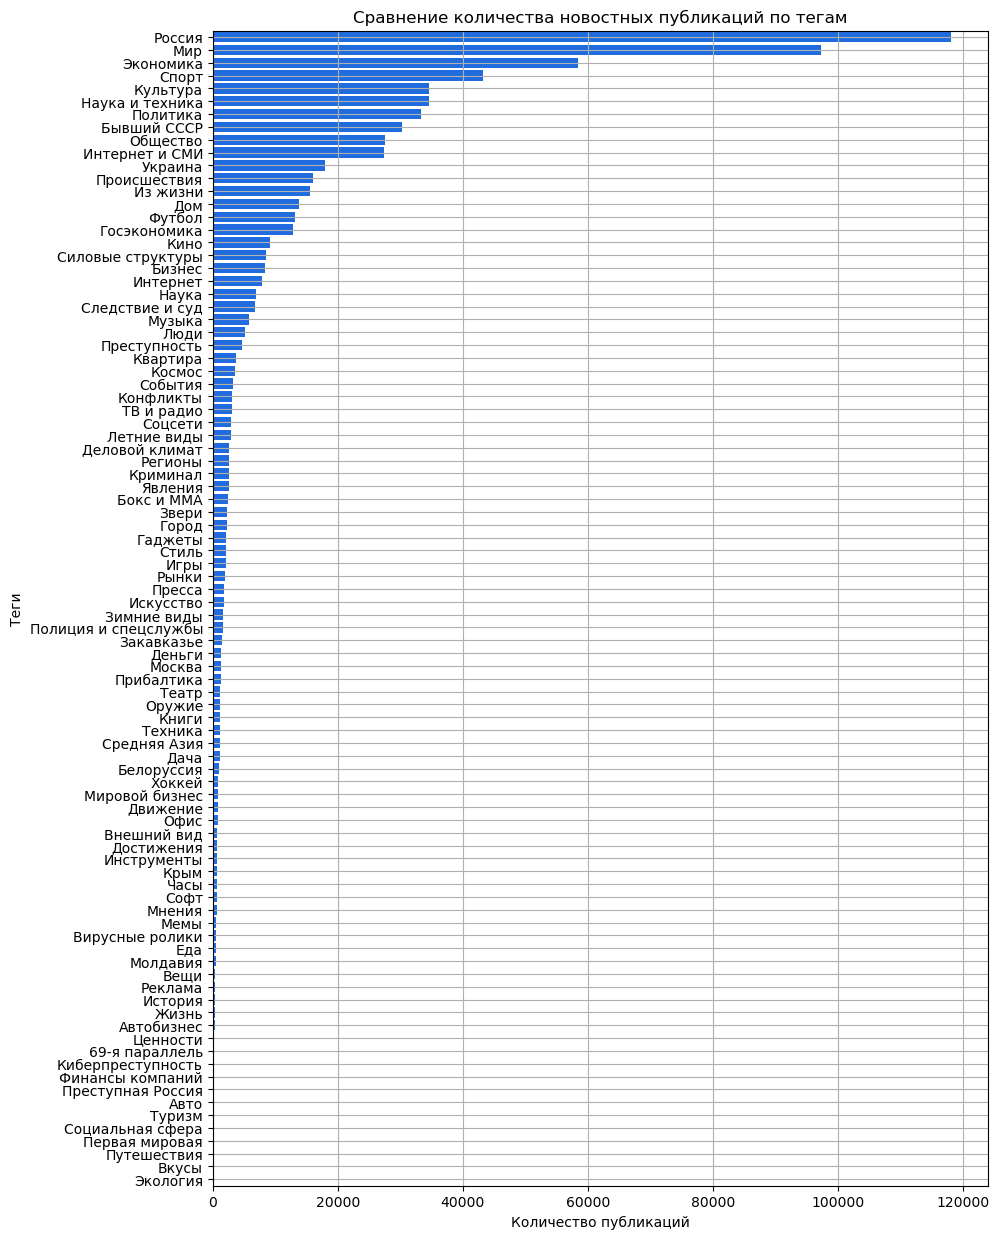 Сравнение количества новостных публикаций по тегам
Россия
Мир
Экономика
Спорт
Культура
Наука и техника
Политика
Бывший СССР
Общество
Интернет и СМИ
Украина
Происшествия
Из жизни
Дом
Футбол
Госэкономика
Кино
Силовые структуры
Бизнес
Интернет
Наука
Следствие и суд
Музыка
Люди
Преступность
Квартира
Космос
События
Конфликты
ТВ и радио
Соцсети
Летние виды
Деловой климат
Регионы
Криминал
Явления
Бокс и ММА
Звери
Город
Гаджеты
Стиль
Игры
Рынки
Пресса
Искусство
Зимние виды
Полиция и спецслужбы
Закавказье
Деньги
Москва
Прибалтика
Театр
Оружие
Книги
Техника
Средняя Азия
Дача
Белоруссия
Хоккей
Мировой бизнес
Движение
Офис
Внешний вид
Достижения
Инструменты
Крым
Часы
Софт
Мнения
Мемы
Вирусные ролики
Еда
Молдавия
Вещи
Реклама
История
Жизнь
Автобизнес
Ценности
69-я параллель
Киберпреступность
Финансы компаний
Преступная Россия
Авто
Туризм
Социальная сфера
Первая мировая
Путешествия
Вкусы
Экология
Теги
0 20000 40000 60000 80000 100000 120000
Количество публикаций